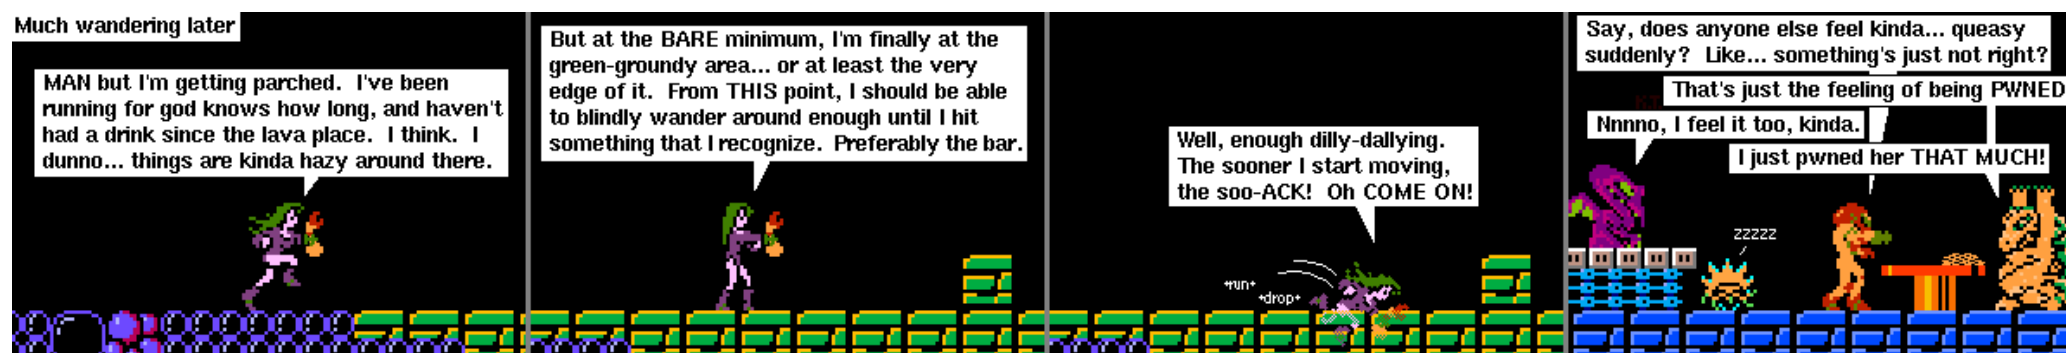 Much wandering later
MAN but I'm getting parched. I've been
running for god knows how long, and haven't
had a drink since the lava place. I think. I
dunno... things are kinda hazy around there.
But at the BARE minimum, I'm finally at the
green-groundy area... or at least the very
edge of it. From THIS point, I should be able
to blindly wander around enough until I hit
something that I recognize. Preferably the bar.
Well, enough dilly-dallying.
The sooner I start moving,
the soo-ACK! Oh COME ON!
*run*
*drop*
Say, does anyone else feel kinda... queasy
suddenly? Like... something's just not right?
That's just the feeling of being PWNED
Nnnno, I feel it too, kinda.
I just pwned her THAT MUCH!
zzzzz